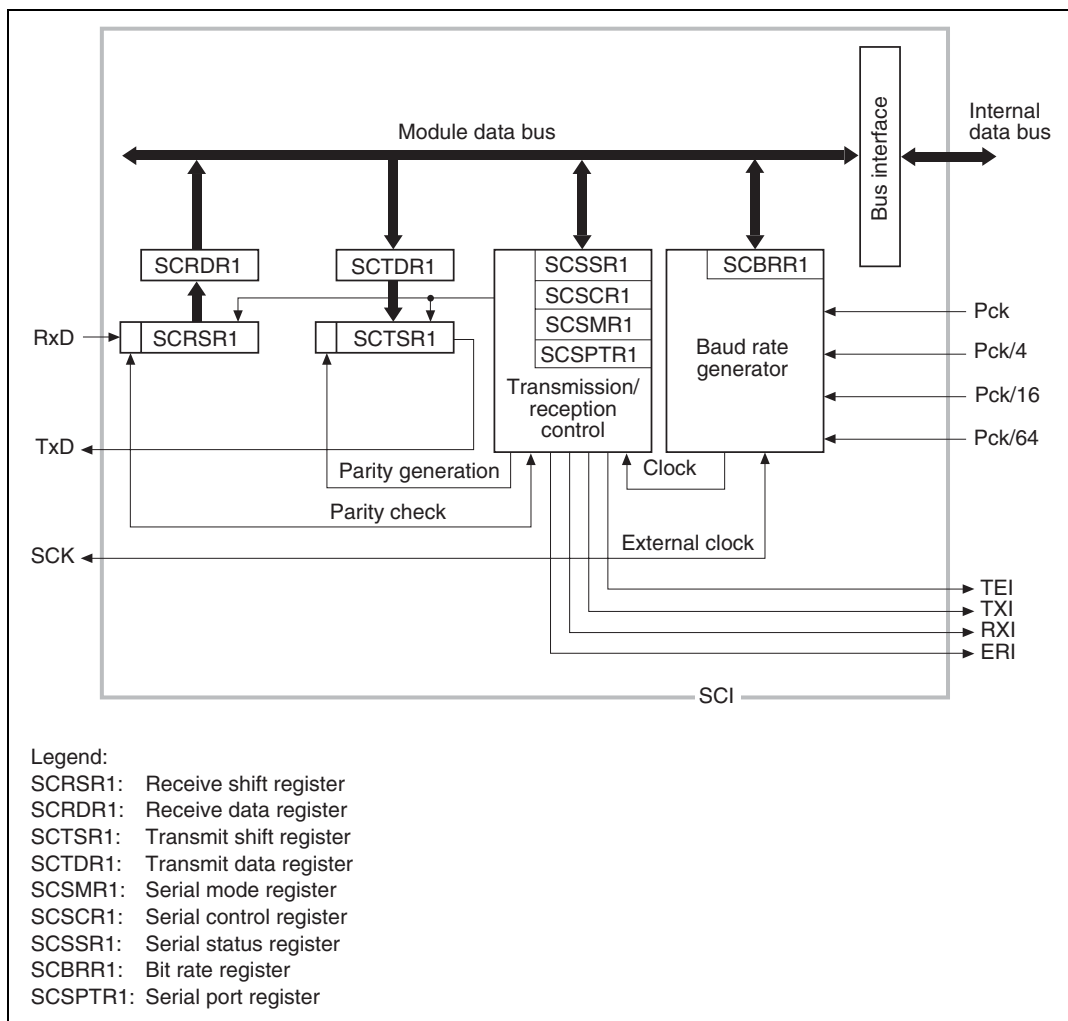 Module data bus
Bus interface
Internal
data bus
SCRDR1
SCTDR1
SCSSR1
SCSCR1
SCSMR1
SCSPTR1
Transmission/
reception
control
SCBRR1
Baud rate
generator
RxD
SCRSR1
SCTSR1
Pck
Pck/4
Pck/16
Pck/64
TxD
Parity generation
Clock
Parity check
SCK
External clock
TEI
TXI
RXI
ERI
SCI
Legend:
SCRSR1: Receive shift register
SCRDR1: Receive data register
SCTSR1: Transmit shift register
SCTDR1: Transmit data register
SCSMR1: Serial mode register
SCSCR1: Serial control register
SCSSR1: Serial status register
SCBRR1: Bit rate register
SCSPTR1: Serial port register